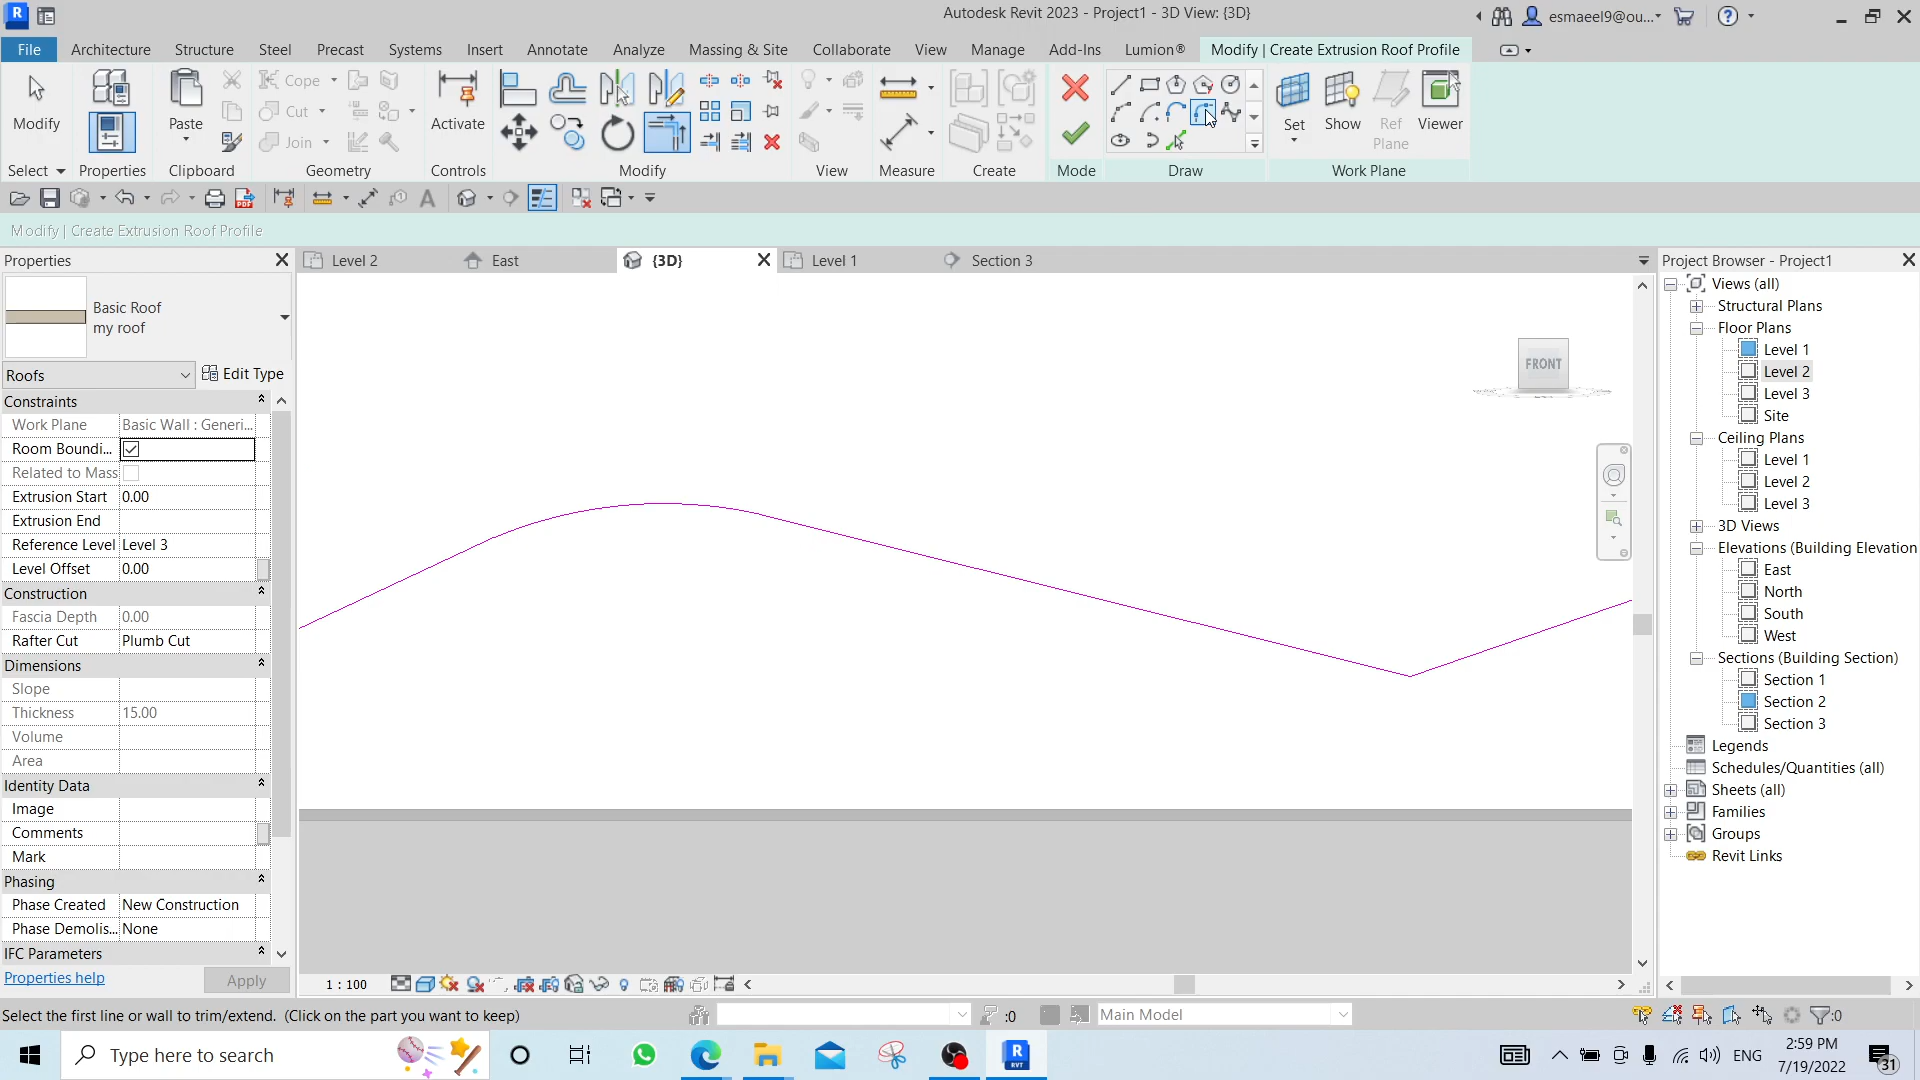 R
Autodesk Revit 2023 - Project1 - 3D View: {3D}
esmaeel9@ou...
File Architecture Structure Steel Precast Systems Insert Annotate Analyze Massing & Site Collaborate View Manage Add-Ins Lumion® Modify | Create Extrusion Roof Profile
Modify
Paste
Cope
Cut
Join
Activate
Set Show Ref Plane Viewer
Select Properties Clipboard Geometry Controls Modify View Measure Create Mode Draw Work Plane
PDF
A
Modify | Create Extrusion Roof Profile
Properties
Level 2 East {3D} Level 1 Section 3
Project Browser - Project1
Basic Roof
my roof
Roofs Edit Type
Constraints
Work Plane Basic Wall : Generi...
Room Boundi...
Related to Mass
Extrusion Start 0.00
Extrusion End
Reference Level Level 3
Level Offset 0.00
Construction
Fascia Depth 0.00
Rafter Cut Plumb Cut
Dimensions
Slope
Thickness 15.00
Volume
Area
Identity Data
Image
Comments
Mark
Phasing
Phase Created New Construction
Phase Demolis... None
IFC Parameters
Properties help Apply
FRONT
Views (all)
Structural Plans
Floor Plans
Level 1
Level 2
Level 3
Site
Ceiling Plans
Level 1
Level 2
Level 3
3D Views
Elevations (Building Elevation
East
North
South
West
Sections (Building Section)
Section 1
Section 2
Section 3
Legends
Schedules/Quantities (all)
Sheets (all)
Families
Groups
Revit Links
1 : 100
Select the first line or wall to trim/extend. (Click on the part you want to keep)
:0
Main Model
:0
Type here to search
R
RVT
ENG
2:59 PM
7/19/2022
31